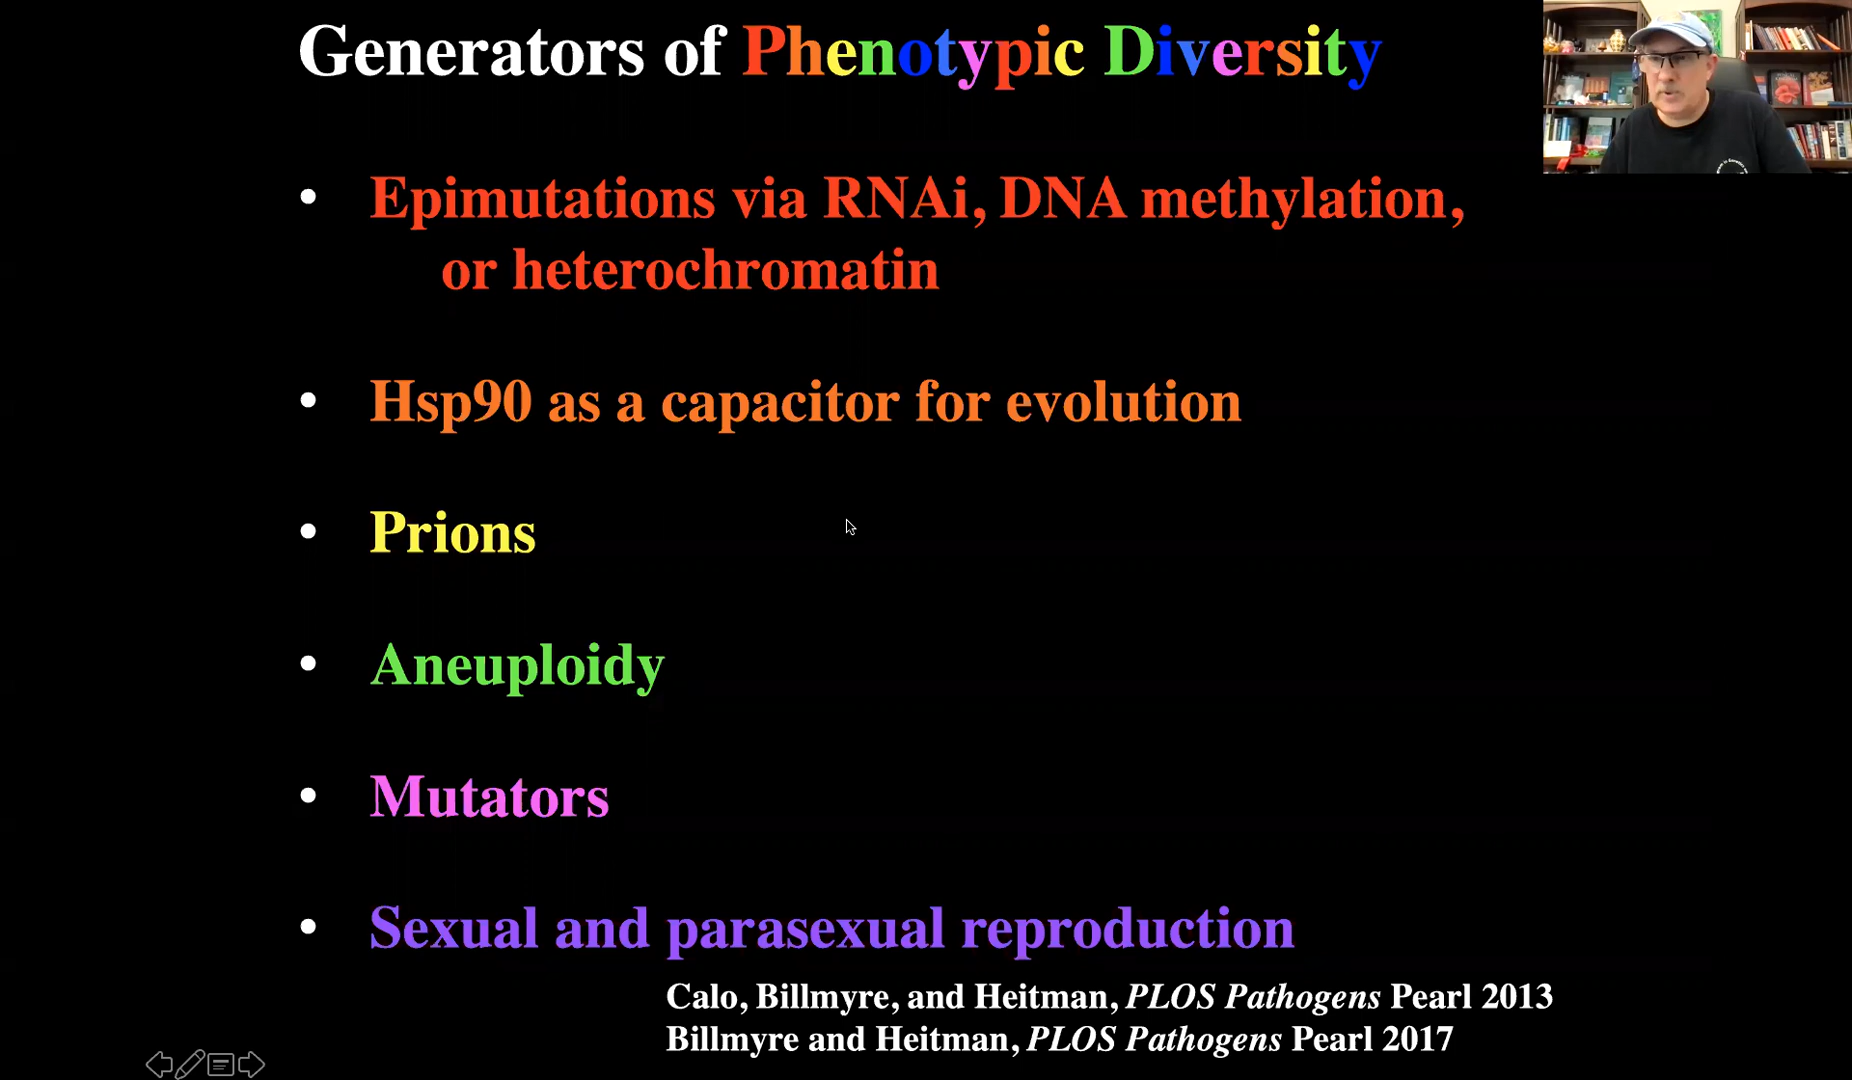 Generators of Phenotypic Diversity
• Epimutations via RNAi, DNA methylation,
or heterochromatin
• Hsp90 as a capacitor for evolution
• Prions
• Aneuploidy
• Mutators
• Sexual and parasexual reproduction
Calo, Billmyre, and Heitman, PLOS Pathogens Pearl 2013
Billmyre and Heitman, PLOS Pathogens Pearl 2017